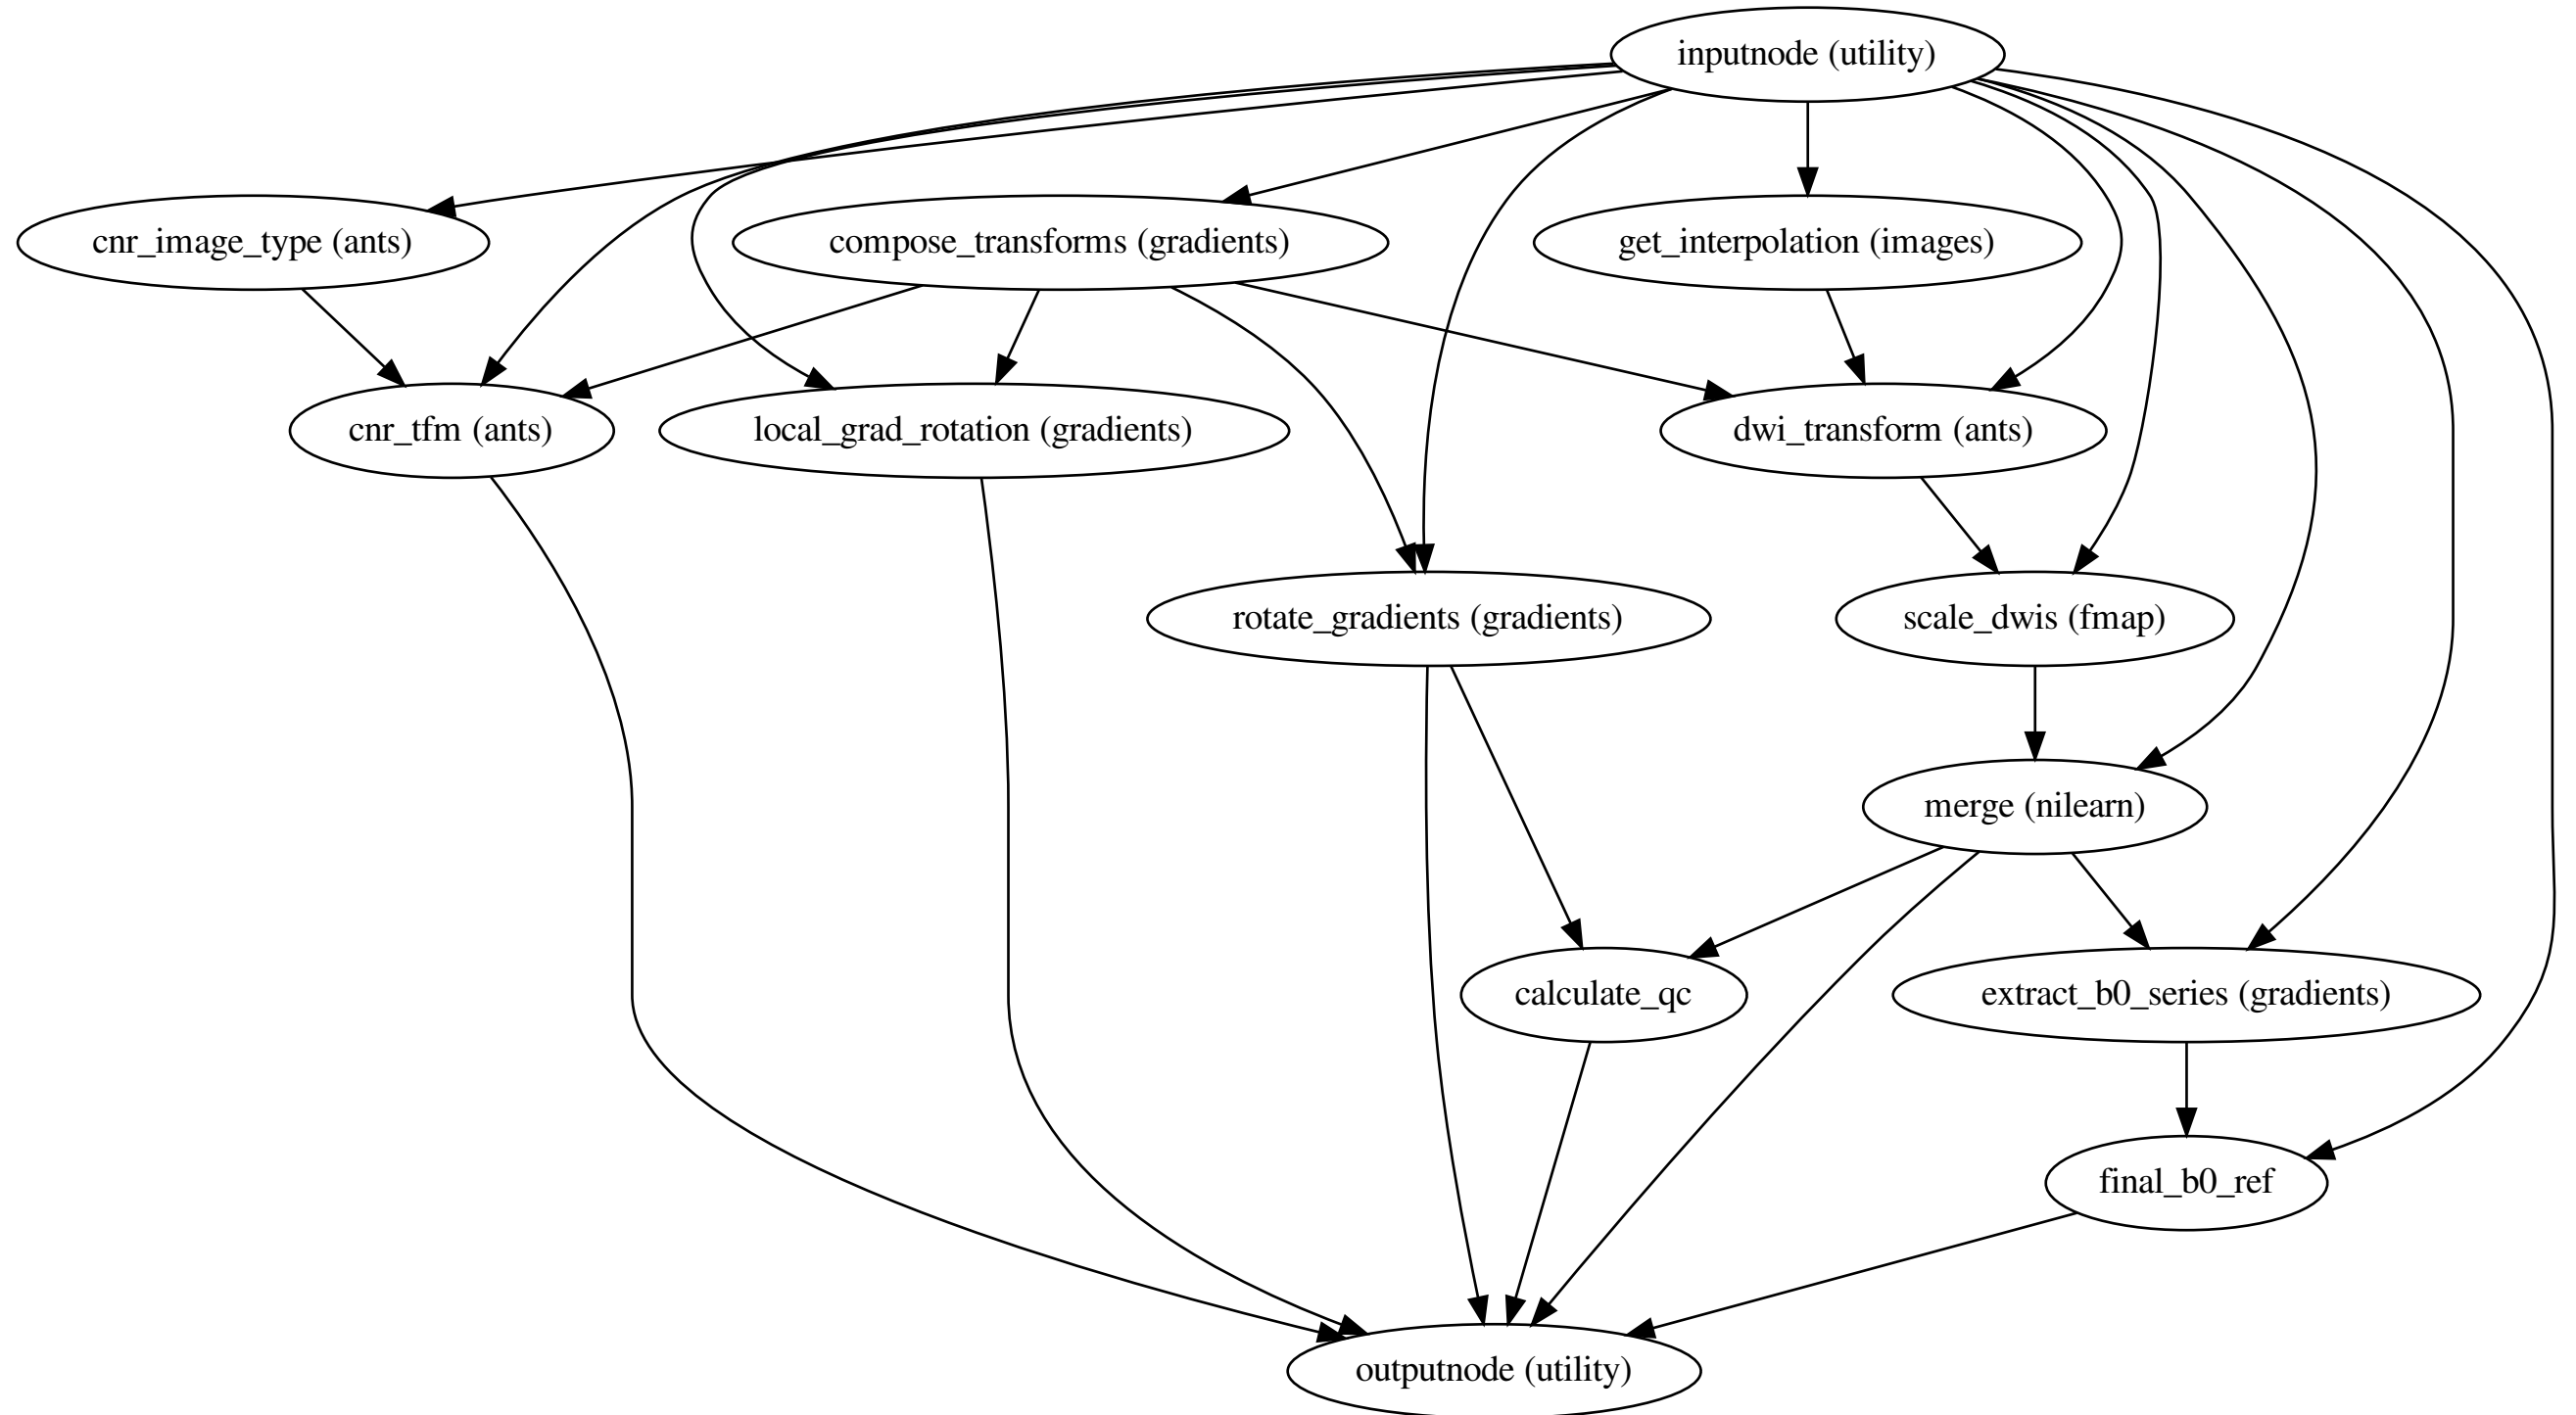 inputnode (utility)
cnr_image_type (ants)
compose_transforms (gradients)
get_interpolation (images)
cnr_tfm (ants)
local_grad_rotation (gradients)
dwi_transform (ants)
rotate_gradients (gradients)
scale_dwis (fmap)
merge (nilearn)
calculate_qc
extract_b0_series (gradients)
final_b0_ref
outputnode (utility)